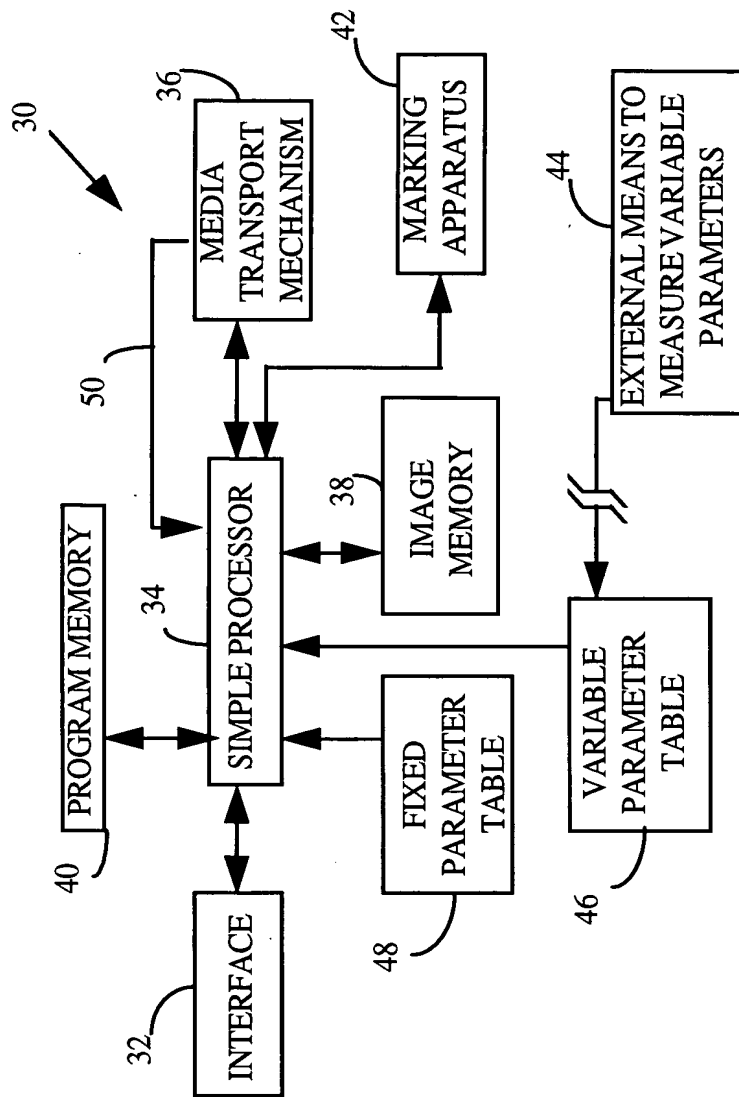 30
PROGRAM MEMORY
40
50
36
MEDIA
TRANSPORT
MECHANISM
34
SIMPLE PROCESSOR
32
INTERFACE
42
MARKING
APPARATUS
38
IMAGE
MEMORY
48
FIXED
PARAMETER
TABLE
46
VARIABLE
PARAMETER
TABLE
44
EXTERNAL MEANS TO
MEASURE VARIABLE
PARAMETERS